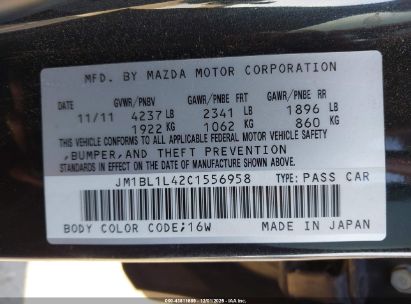 MFD. BY MAZDA MOTOR CORPORATION
DATE GVWR/PNBV GAWR/PNBE FRT GAWR/PNBE RR
11/11 4237 LB 2341 LB 1896 LB
1922 KG 1062 KG 860 KG
THIS VEHICLE CONFORMS TO ALL APPLICABLE FEDERAL MOTOR VEHICLE SAFETY
,BUMPER,AND THEFT PREVENTION
STANDARDS IN EFFECT ON THE DATE OF MANUFACTURE SHOWN ABOVE.
JM1BL1L42C1556958 TYPE: PASS CAR
BODY COLOR CODE;16W MADE IN JAPAN